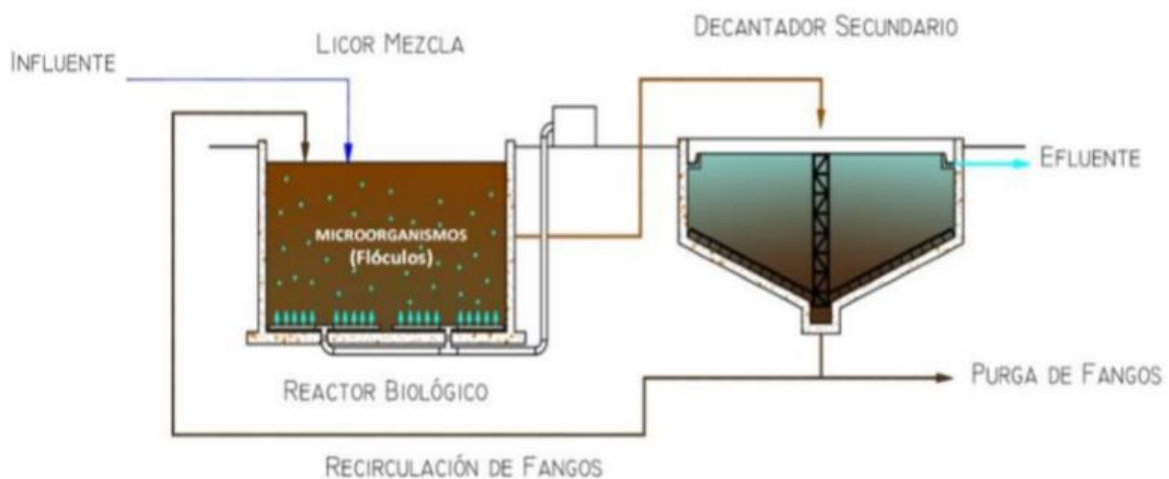 DECANTADOR SECUNDARIO
LICOR MEZCLA
INFLUENTE
EFLUENTE
MICROORGANISMOS
(Flóculos)
REACTOR BIOLÓGICO
PURGA DE FANGOS
RECIRCULACIÓN DE FANGOS